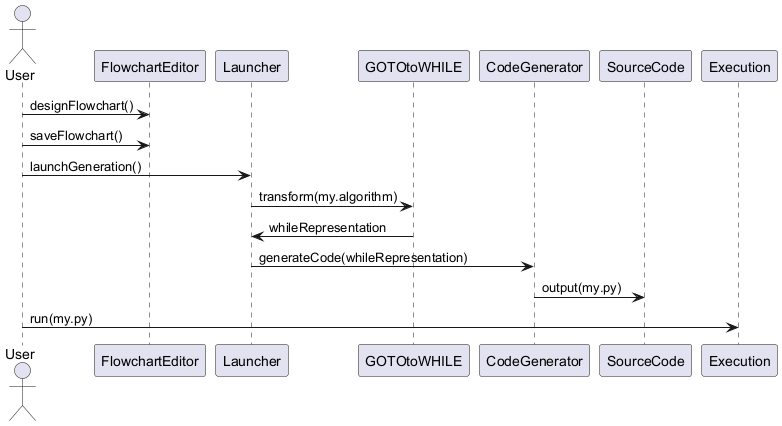 User
FlowchartEditor
Launcher
GOTOtoWHILE
CodeGenerator
SourceCode
Execution
designFlowchart()
saveFlowchart()
launchGeneration()
transform(my.algorithm)
whileRepresentation
generateCode(whileRepresentation)
output(my.py)
run(my.py)
User
FlowchartEditor
Launcher
GOTOtoWHILE
CodeGenerator
SourceCode
Execution